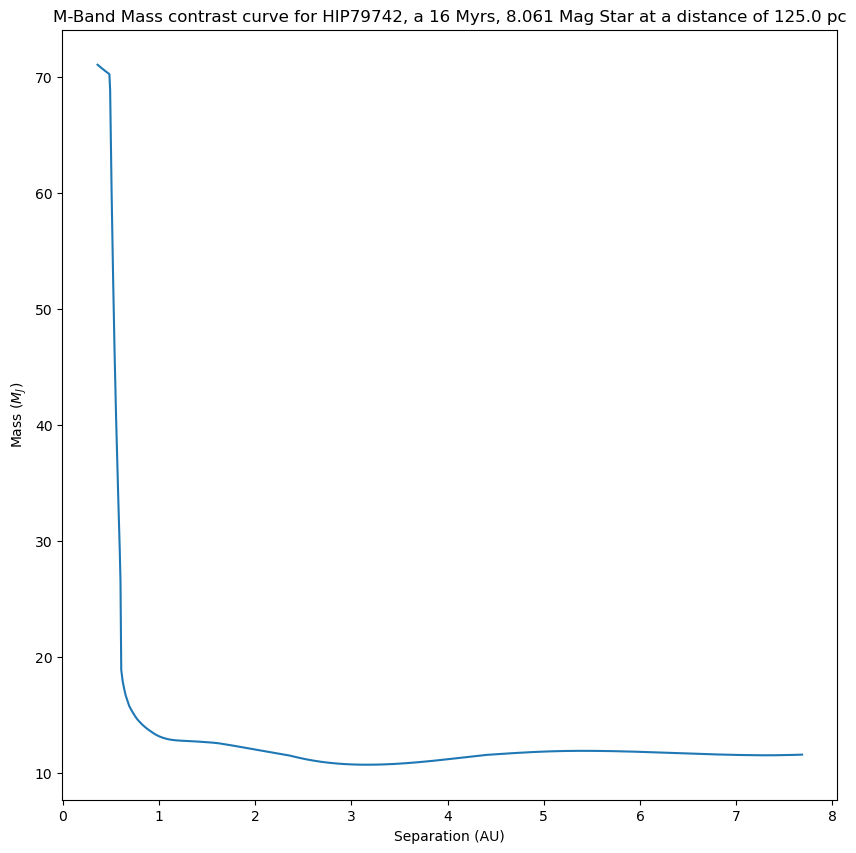 M-Band Mass contrast curve for HIP79742, a 16 Myrs, 8.061 Mag Star at a distance of 125.0 pc
70
60
50
40
30
20
10
Mass (M_J)
0 1 2 3 4 5 6 7 8
Separation (AU)